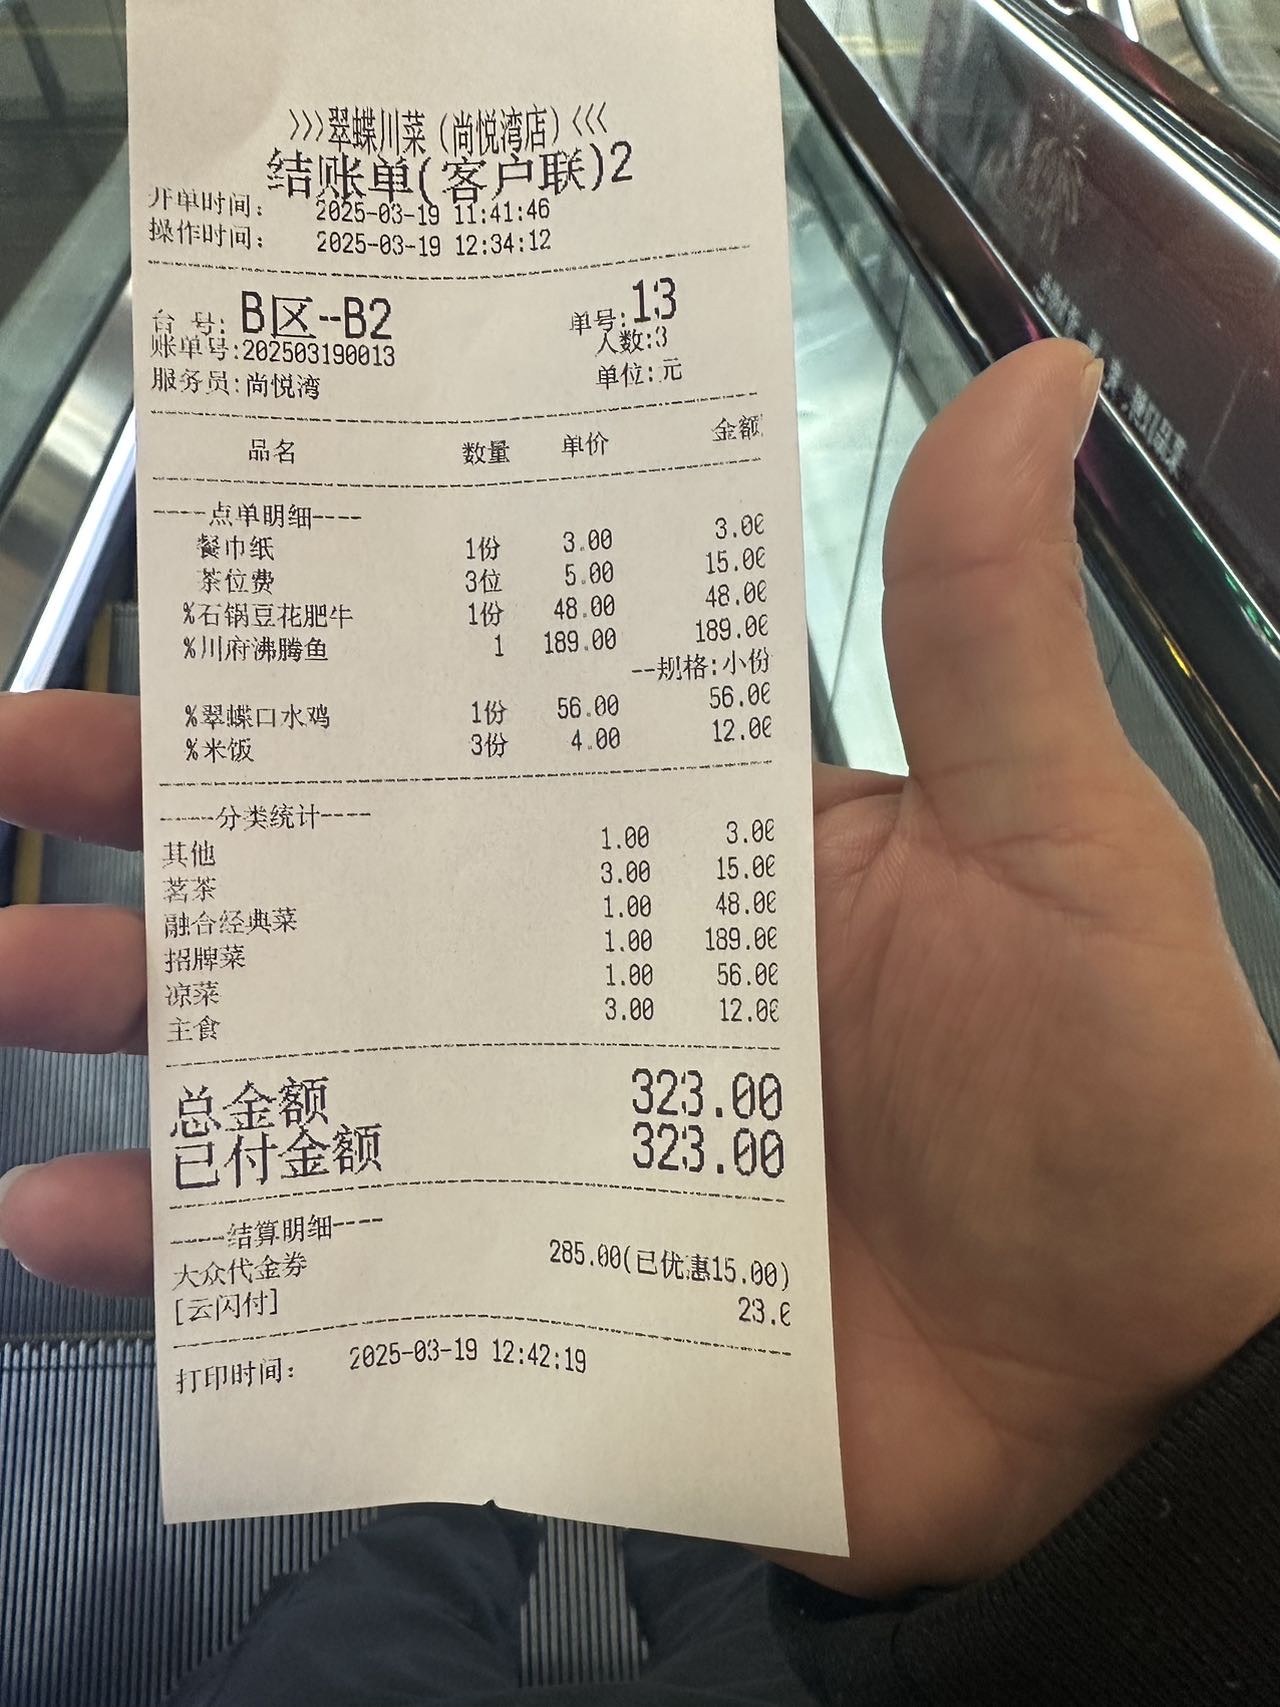 >>>翠蝶川菜（尚悦湾店）<<<
结账单(客户联)2
开单时间: 2025-03-19 11:41:46
操作时间: 2025-03-19 12:34:12
台 号: B区--B2 单号:13
账单号:202503190013 人数:3
服务员:尚悦湾 单位:元
品名 数量 单价 金额
----点单明细----
餐巾纸 1份 3.00 3.00
茶位费 3位 5.00 15.00
%石锅豆花肥牛 1份 48.00 48.00
%川府沸腾鱼 1 189.00 189.00
--规格:小份
%翠蝶口水鸡 1份 56.00 56.00
%米饭 3份 4.00 12.00
----分类统计----
其他 1.00 3.00
茗茶 3.00 15.00
融合经典菜 1.00 48.00
招牌菜 1.00 189.00
凉菜 1.00 56.00
主食 3.00 12.00
总金额 323.00
已付金额 323.00
----结算明细----
大众代金券 285.00(已优惠15.00)
[云闪付] 23.0
打印时间: 2025-03-19 12:42:19